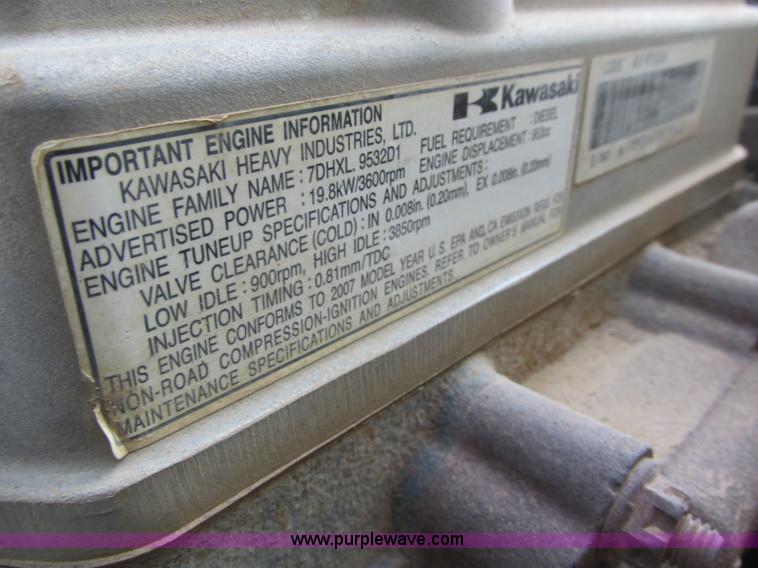 Kawasaki
IMPORTANT ENGINE INFORMATION
KAWASAKI HEAVY INDUSTRIES, LTD.
ENGINE FAMILY NAME : 7DHXL .9532D1 FUEL REQUIREMENT : DIESEL
ADVERTISED POWER : 19.8kW/3600rpm ENGINE DISPLACEMENT : 953cc
ENGINE TUNEUP SPECIFICATIONS AND ADJUSTMENTS :
VALVE CLEARANCE (COLD) : IN 0.008in. (0.20mm), EX 0.008in. (0.20mm)
LOW IDLE : 900rpm, HIGH IDLE : 3850rpm
INJECTION TIMING : 0.81mm/TDC
THIS ENGINE CONFORMS TO 2007 MODEL YEAR U.S. EPA AND, CA EMISSION REGS FOR
NON-ROAD COMPRESSION-IGNITION ENGINES. REFER TO OWNER'S MANUAL FOR
MAINTENANCE SPECIFICATIONS AND ADJUSTMENTS.
CODE
www.purplewave.com